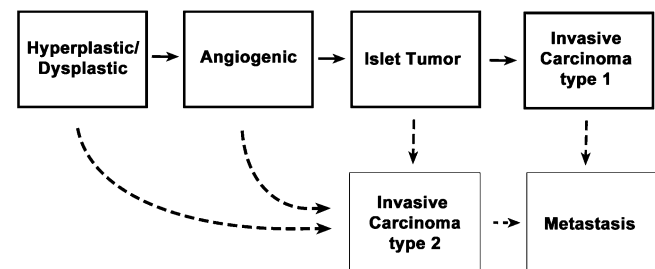 Hyperplastic/
Dysplastic
Angiogenic
Islet Tumor
Invasive
Carcinoma
type 1
Invasive
Carcinoma
type 2
Metastasis